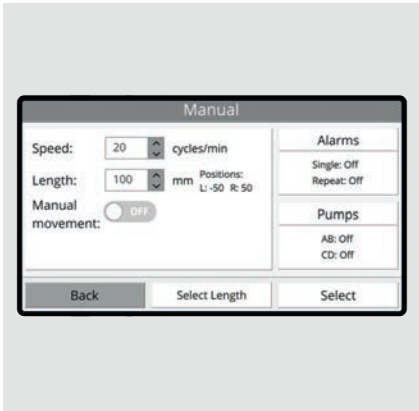 Manual
Speed: 20 cycles/min
Length: 100 mm Positions:
L: -50 R: 50
Manual
movement: OFF
Alarms
Single: Off
Repeat: Off
Pumps
AB: Off
CD: Off
Back Select Length Select